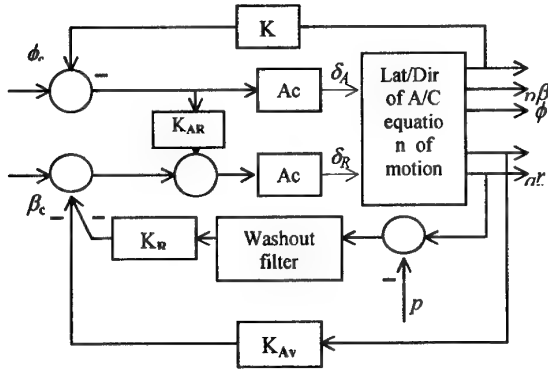 K
ϕc
δA
Ac
Lat/Dir
of A/C
equatio
n of
motion
β
ϕ
KAR
δR
Ac
βc
KR
Washout
filter
p
KAv